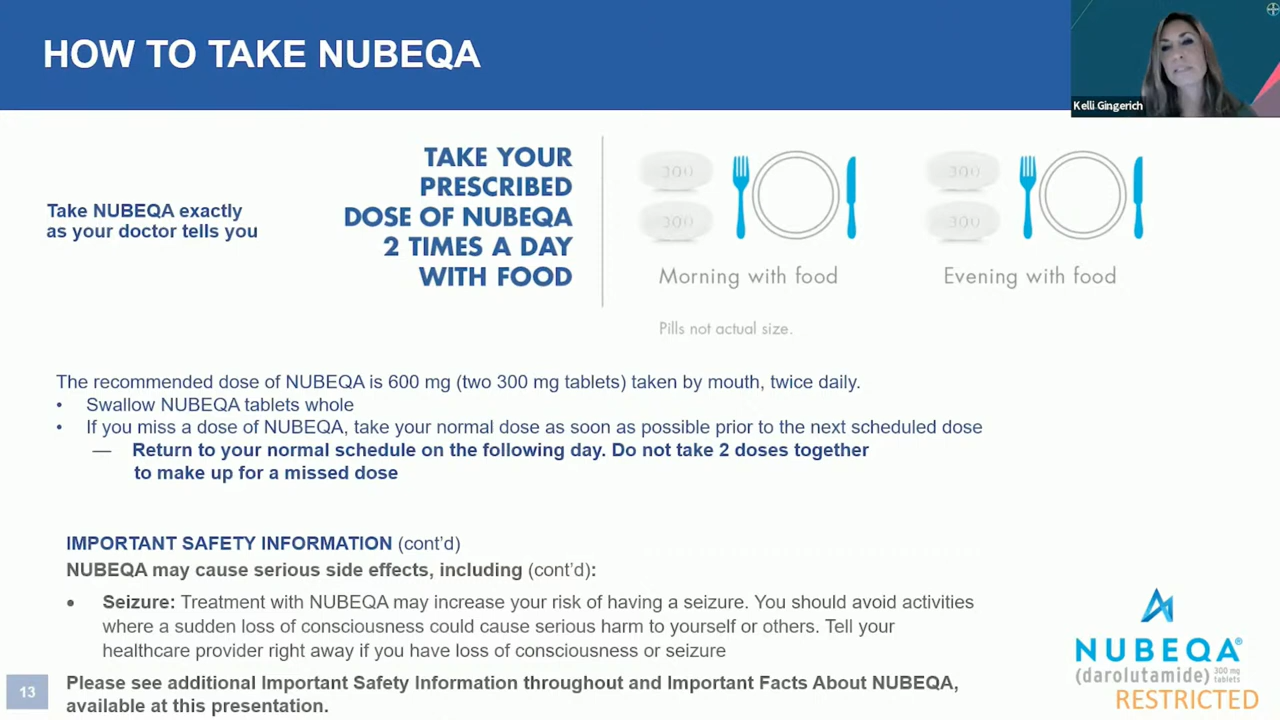 HOW TO TAKE NUBEQA
Kelli Gingerich
Take NUBEQA exactly
as your doctor tells you
TAKE YOUR
PRESCRIBED
DOSE OF NUBEQA
2 TIMES A DAY
WITH FOOD
300
300
Morning with food
300
300
Evening with food
Pills not actual size.
The recommended dose of NUBEQA is 600 mg (two 300 mg tablets) taken by mouth, twice daily.
• Swallow NUBEQA tablets whole
• If you miss a dose of NUBEQA, take your normal dose as soon as possible prior to the next scheduled dose
— Return to your normal schedule on the following day. Do not take 2 doses together
to make up for a missed dose
IMPORTANT SAFETY INFORMATION (cont'd)
NUBEQA may cause serious side effects, including (cont'd):
• Seizure: Treatment with NUBEQA may increase your risk of having a seizure. You should avoid activities
where a sudden loss of consciousness could cause serious harm to yourself or others. Tell your
healthcare provider right away if you have loss of consciousness or seizure
Please see additional Important Safety Information throughout and Important Facts About NUBEQA,
available at this presentation.
13
NUBEQA®
(darolutamide) 300 mg
tablets
RESTRICTED